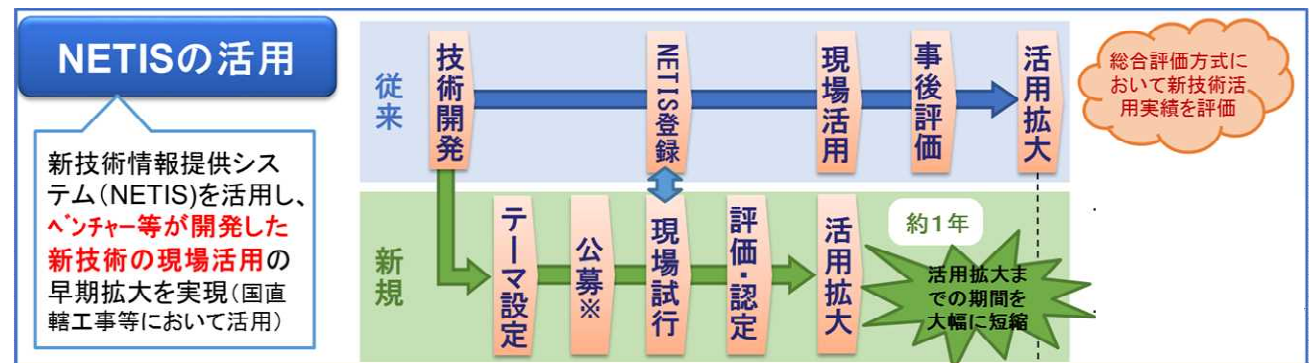 NETISの活用
新技術情報提供シス
テム(NETIS)を活用し、
ﾍﾞﾝﾁｬｰ等が開発した
新技術の現場活用の
早期拡大を実現(国直
轄工事等において活用)
従来
技術開発
NETIS登録
現場活用
事後評価
活用拡大
総合評価方式に
おいて新技術活
用実績を評価
新規
テーマ設定
公募※
現場試行
評価・認定
活用拡大
約1年
活用拡大ま
での期間を
大幅に短縮